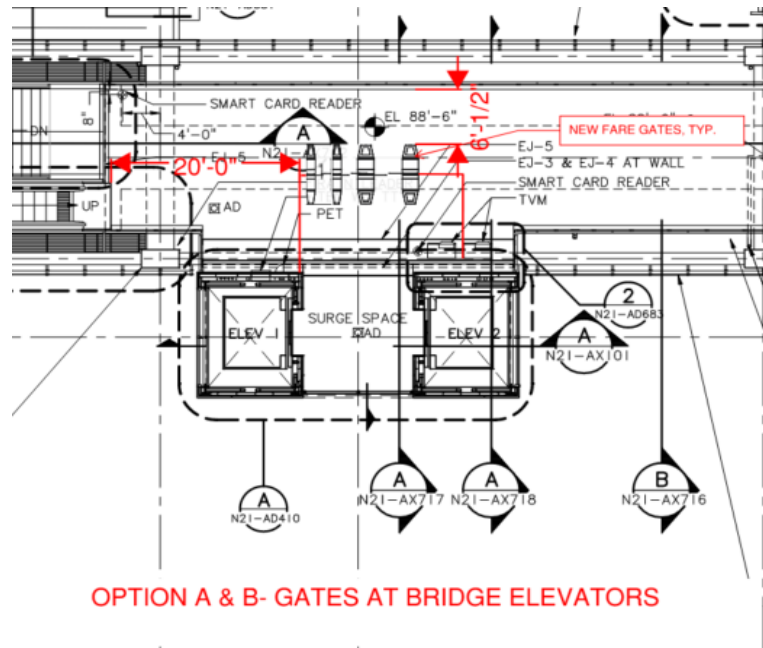 SMART CARD READER
EL 88'-6"
6'-1/2"
NEW FARE GATES, TYP.
8"
4'-0"
A
DN
20'-0"
EJ-5
EJ-5
EJ-3 & EJ-4 AT WALL
SMART CARD READER
UP
AD
PET
TVM
2
N21-AD683
SURGE SPACE
ELEV 1
AD
ELEV 2
A
N21-AX101
A
N21-AX717
A
N21-AX718
B
N21-AX716
A
N21-AD410
OPTION A & B- GATES AT BRIDGE ELEVATORS